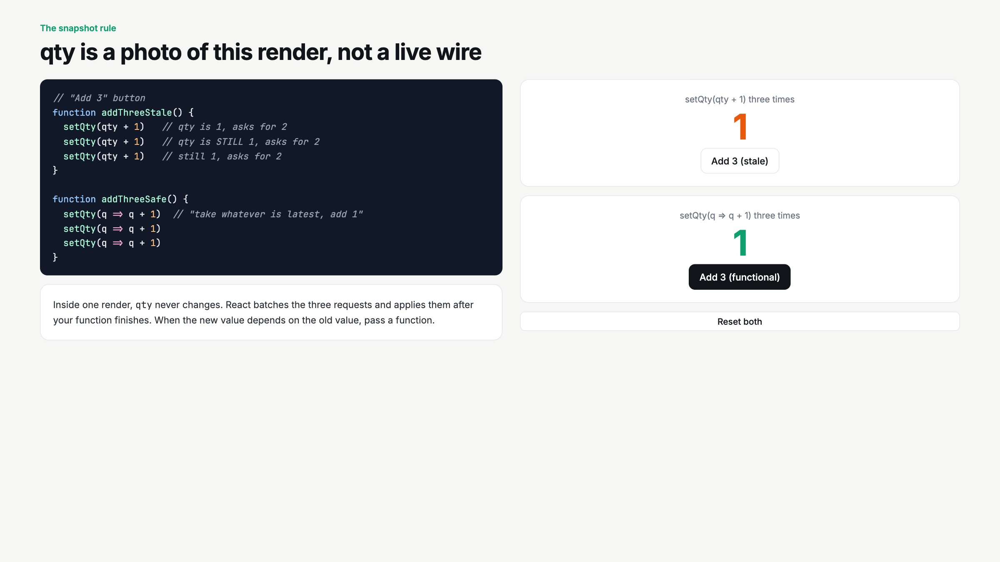 The snapshot rule
qty is a photo of this render, not a live wire
// "Add 3" button
function addThreeStale() {
  setQty(qty + 1)   // qty is 1, asks for 2
  setQty(qty + 1)   // qty is STILL 1, asks for 2
  setQty(qty + 1)   // still 1, asks for 2
}

function addThreeSafe() {
  setQty(q => q + 1)  // "take whatever is latest, add 1"
  setQty(q => q + 1)
  setQty(q => q + 1)
}
Inside one render, qty never changes. React batches the three requests and applies them after
your function finishes. When the new value depends on the old value, pass a function.
setQty(qty + 1) three times
1
Add 3 (stale)
setQty(q => q + 1) three times
1
Add 3 (functional)
Reset both